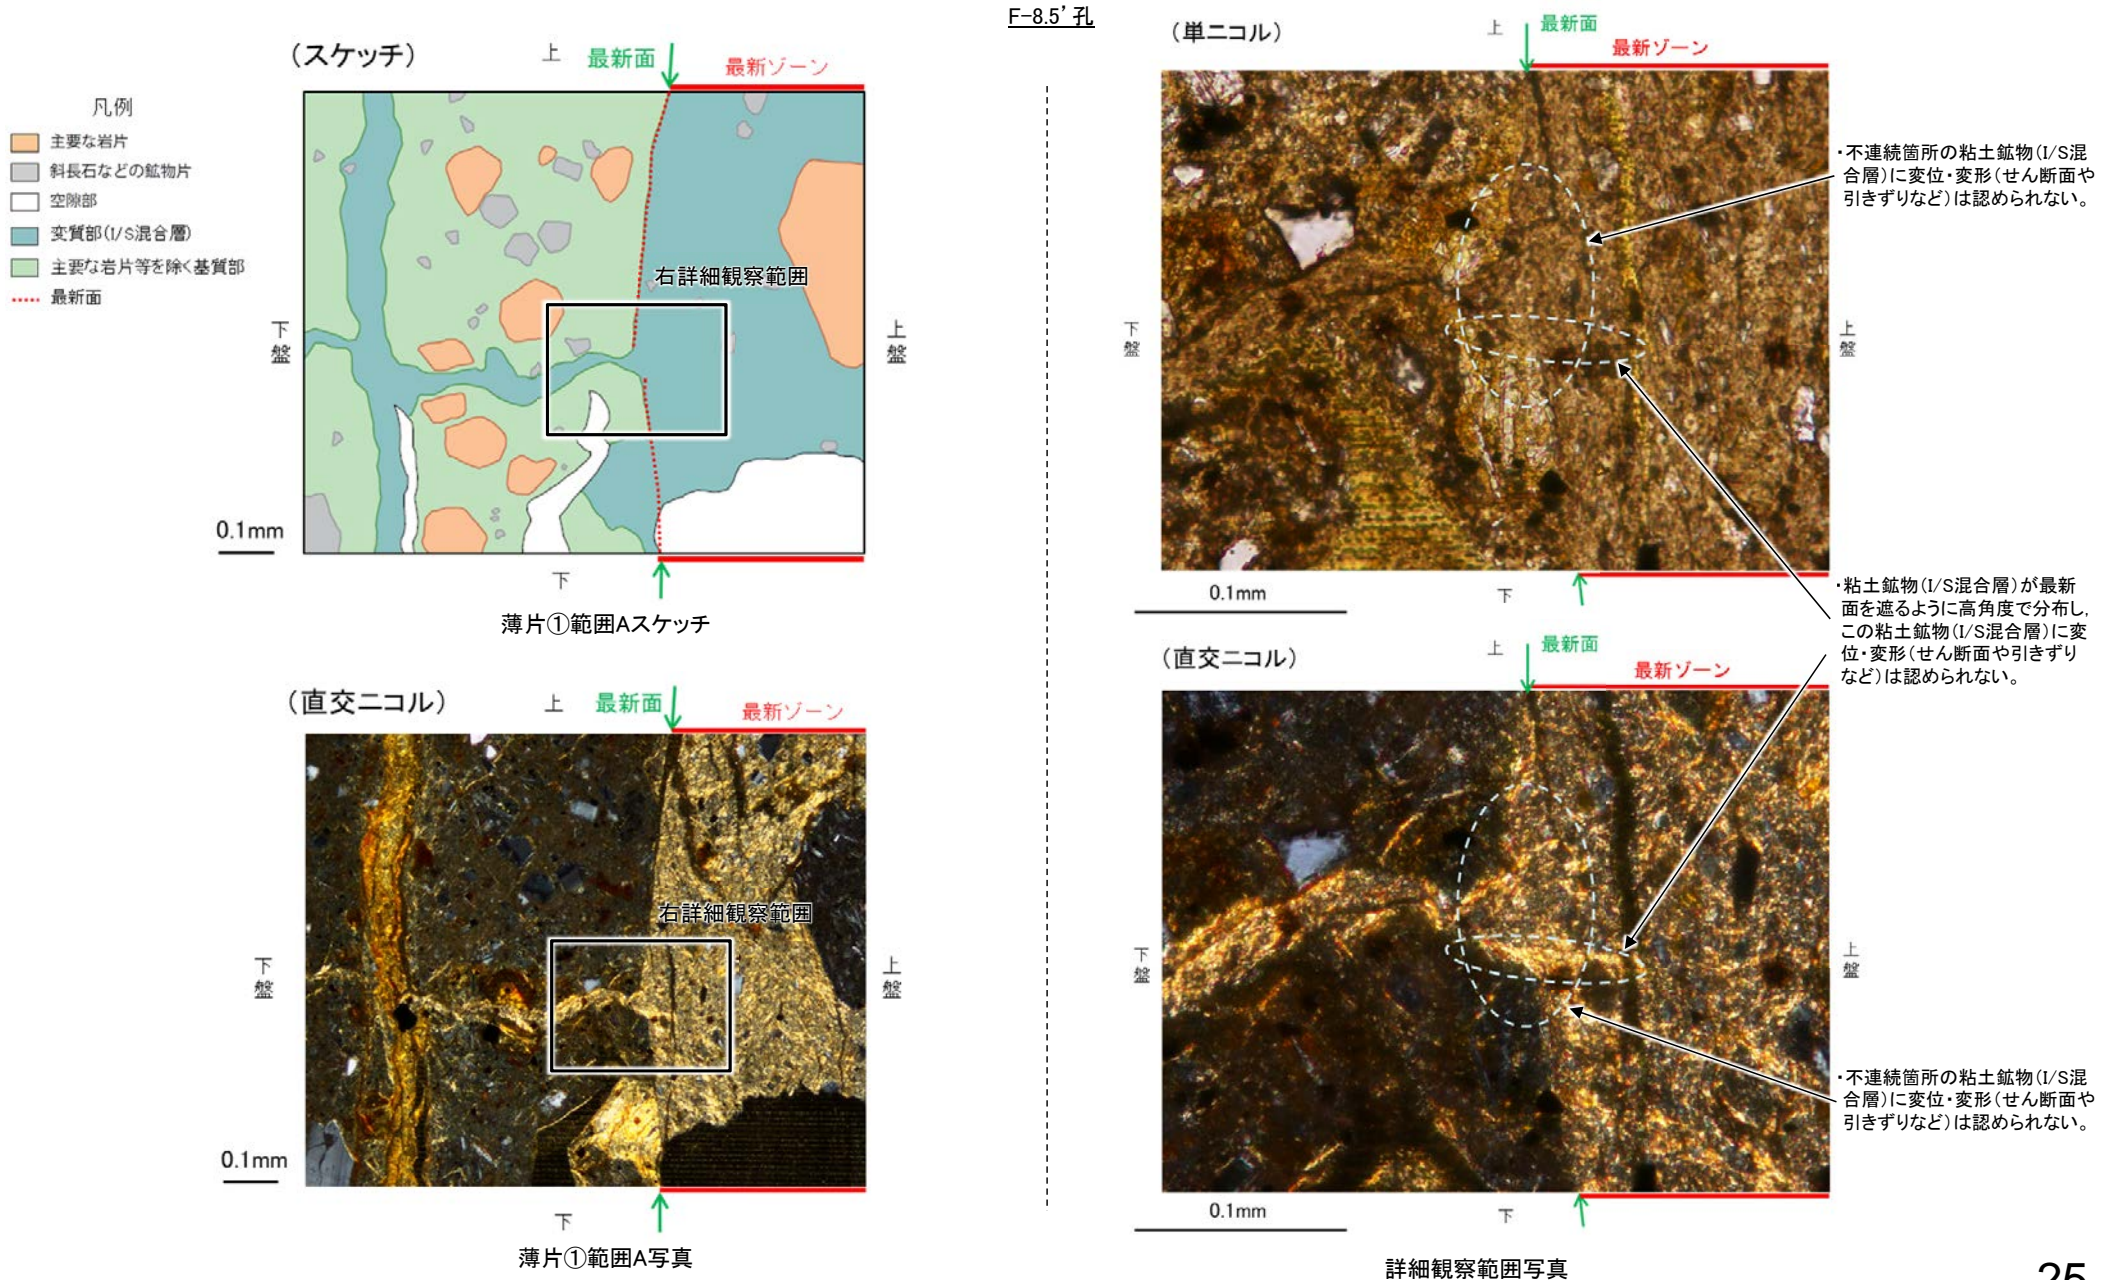 F-8.5’孔
(スケッチ)
上
最新面
最新ゾーン
凡例
主要な岩片
斜長石などの鉱物片
空隙部
変質部(I/S混合層)
主要な岩片等を除く基質部
最新面
右詳細観察範囲
下盤
上盤
0.1mm
下
薄片①範囲Aスケッチ
(直交ニコル)
上
最新面
最新ゾーン
右詳細観察範囲
下盤
上盤
0.1mm
下
薄片①範囲A写真
(単ニコル)
上
最新面
最新ゾーン
下盤
上盤
0.1mm
下
・不連続箇所の粘土鉱物(I/S混
合層)に変位・変形(せん断面や
引きずりなど)は認められない。
・粘土鉱物(I/S混合層)が最新
面を遮るように高角度で分布し,
この粘土鉱物(I/S混合層)に変
位・変形(せん断面や引きずり
など)は認められない。
(直交ニコル)
上
最新面
最新ゾーン
下盤
上盤
0.1mm
下
・不連続箇所の粘土鉱物(I/S混
合層)に変位・変形(せん断面や
引きずりなど)は認められない。
詳細観察範囲写真
25